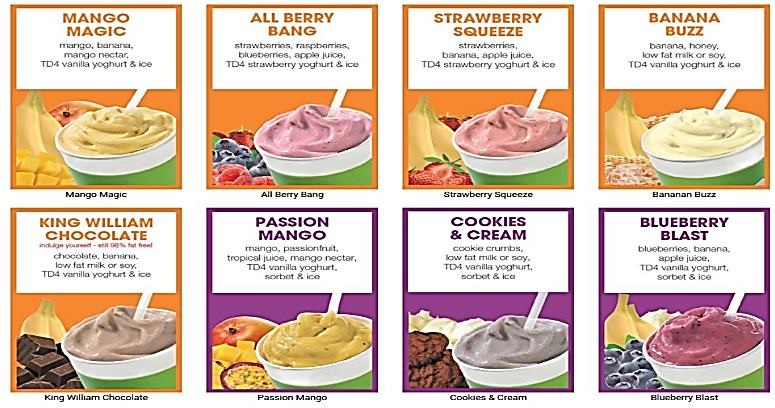 MANGO
MAGIC
mango, banana,
mango nectar,
TD4 vanilla yoghurt & ice
Mango Magic
ALL BERRY
BANG
strawberries, raspberries,
blueberries, apple juice,
TD4 strawberry yoghurt & ice
All Berry Bang
STRAWBERRY
SQUEEZE
strawberries,
banana, apple juice,
TD4 strawberry yoghurt & ice
Strawberry Squeeze
BANANA
BUZZ
banana, honey,
low fat milk or soy,
TD4 vanilla yoghurt & ice
Bananan Buzz
KING WILLIAM
CHOCOLATE
indulge yourself - still 98% fat free!
chocolate, banana,
low fat milk or soy,
TD4 vanilla yoghurt & ice
King William Chocolate
PASSION
MANGO
mango, passionfruit,
tropical juice, mango nectar,
TD4 vanilla yoghurt,
sorbet & ice
Passion Mango
COOKIES
& CREAM
cookie crumbs,
low fat milk or soy,
TD4 vanilla yoghurt,
sorbet & ice
Cookies & Cream
BLUEBERRY
BLAST
blueberries, banana,
apple juice,
TD4 vanilla yoghurt,
sorbet & ice
Blueberry Blast